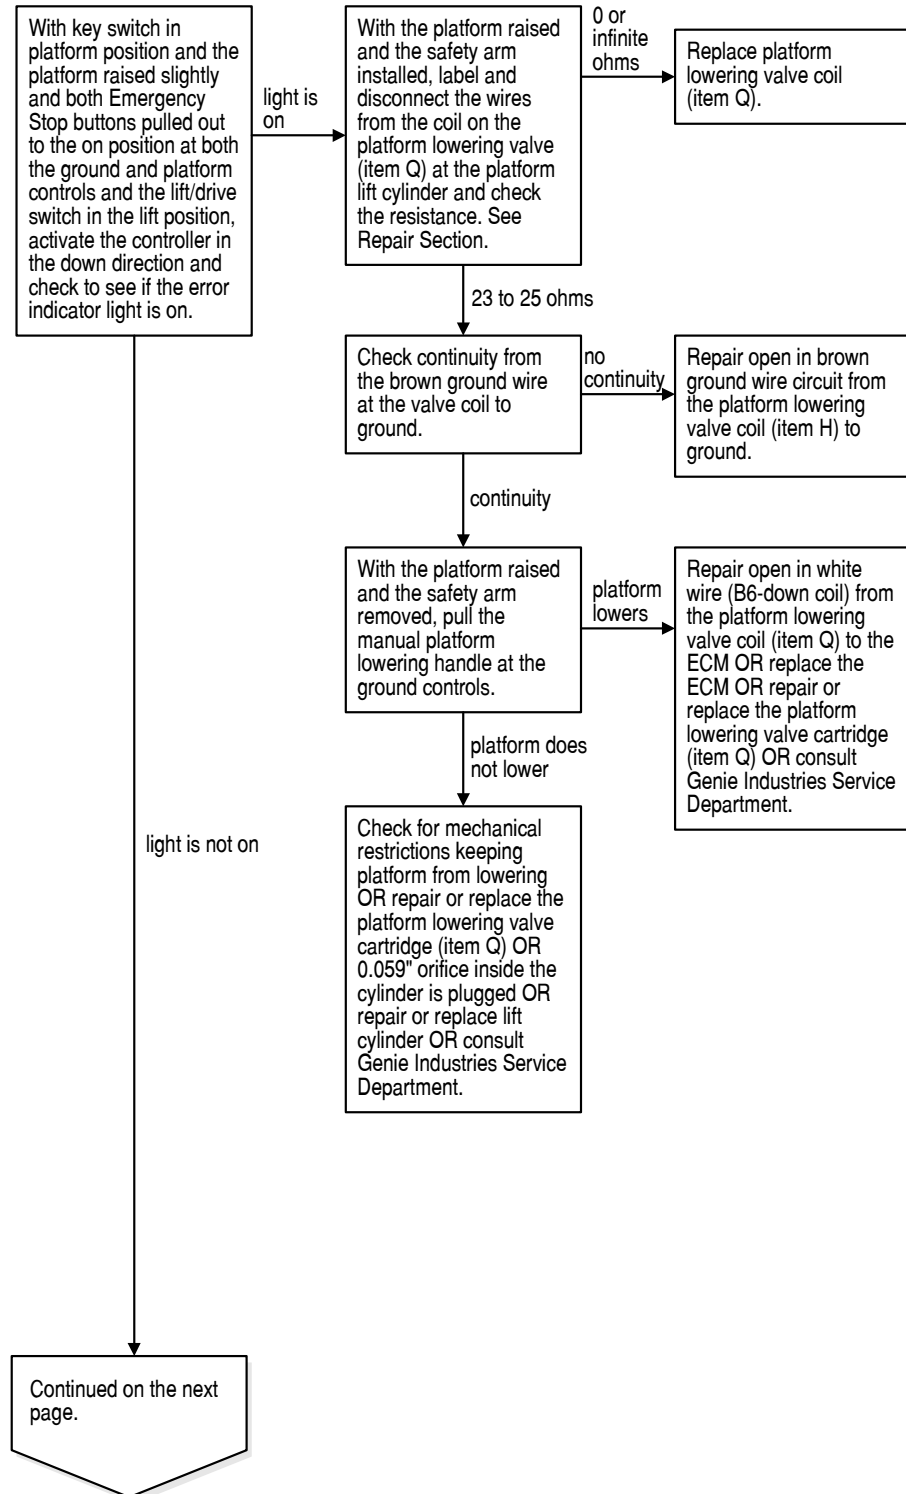 With key switch in
platform position and the
platform raised slightly
and both Emergency
Stop buttons pulled out
to the on position at both
the ground and platform
controls and the lift/drive
switch in the lift position,
activate the controller in
the down direction and
check to see if the error
indicator light is on.
light is
on
With the platform raised
and the safety arm
installed, label and
disconnect the wires
from the coil on the
platform lowering valve
(item Q) at the platform
lift cylinder and check
the resistance. See
Repair Section.
0 or
infinite
ohms
Replace platform
lowering valve coil
(item Q).
23 to 25 ohms
Check continuity from
the brown ground wire
at the valve coil to
ground.
no
continuity
Repair open in brown
ground wire circuit from
the platform lowering
valve coil (item H) to
ground.
continuity
With the platform raised
and the safety arm
removed, pull the
manual platform
lowering handle at the
ground controls.
platform
lowers
Repair open in white
wire (B6-down coil) from
the platform lowering
valve coil (item Q) to the
ECM OR replace the
ECM OR repair or
replace the platform
lowering valve cartridge
(item Q) OR consult
Genie Industries Service
Department.
platform does
not lower
Check for mechanical
restrictions keeping
platform from lowering
OR repair or replace the
platform lowering valve
cartridge (item Q) OR
0.059" orifice inside the
cylinder is plugged OR
repair or replace lift
cylinder OR consult
Genie Industries Service
Department.
light is not on
Continued on the next
page.